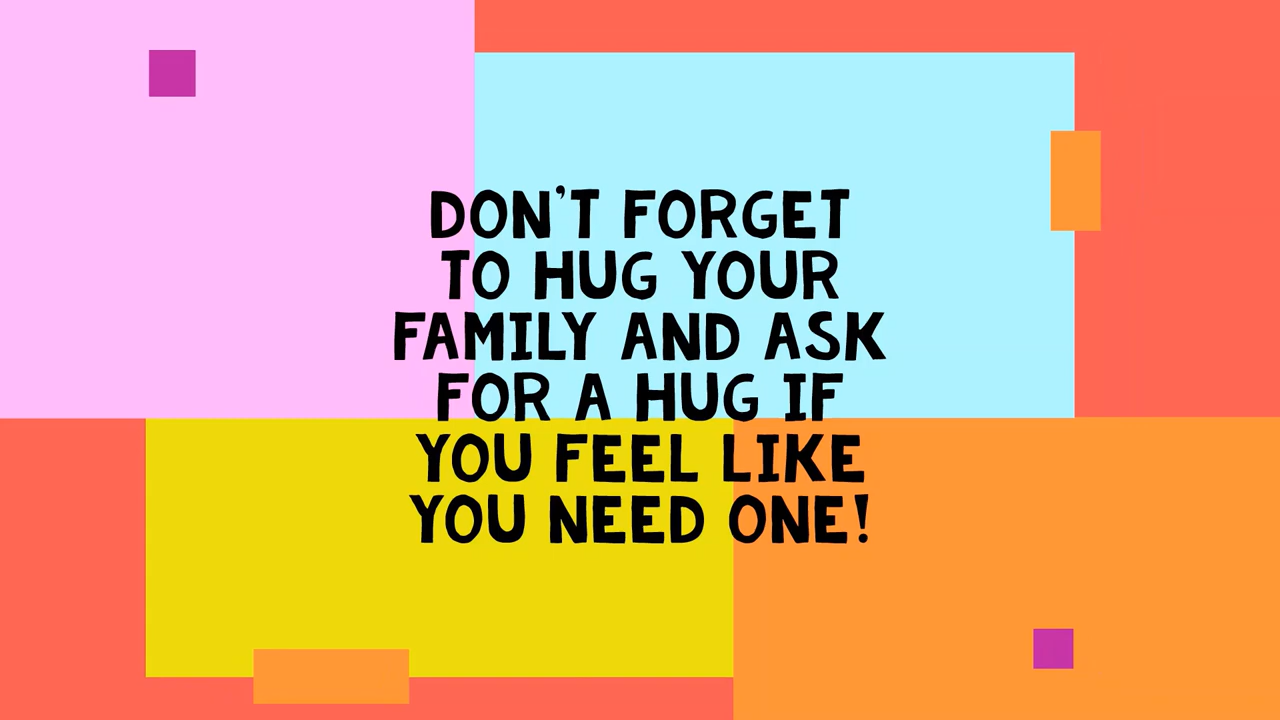 DON'T FORGET
TO HUG YOUR
FAMILY AND ASK
FOR A HUG IF
YOU FEEL LIKE
YOU NEED ONE!